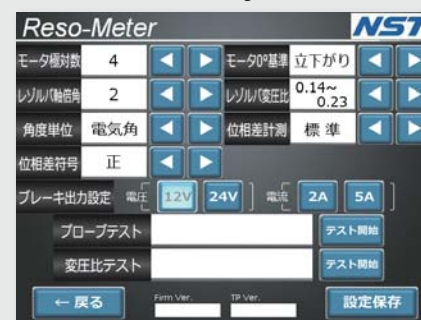 Reso-Meter NST
モータ極対数 4 モータ0°基準 立下がり
レゾルバ軸倍角 2 レゾルバ変圧比 0.14~0.23
角度単位 電気角 位相差計測 標準
位相差符号 正
ブレーキ出力設定 電圧 12V 24V 電流 2A 5A
プローブテスト テスト開始
変圧比テスト テスト開始
← 戻る Firm Ver. TP Ver. 設定保存